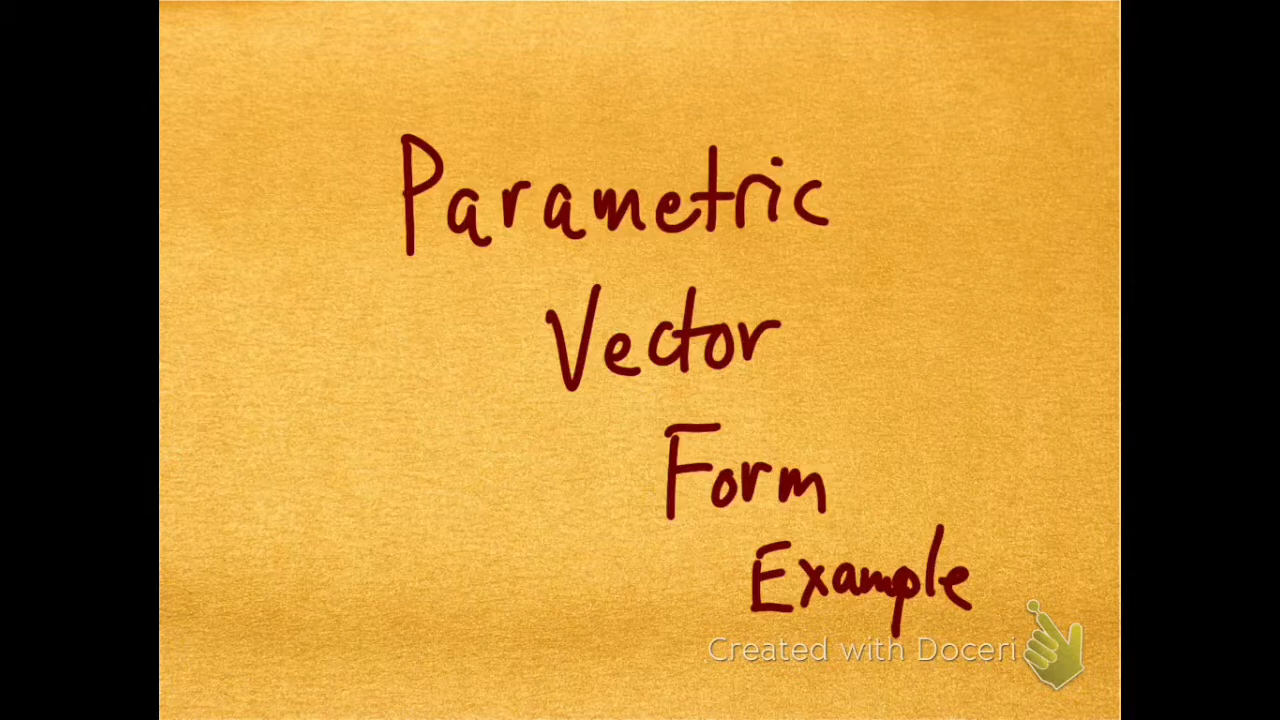 Parametric
Vector
Form
Example
Created with Doceri